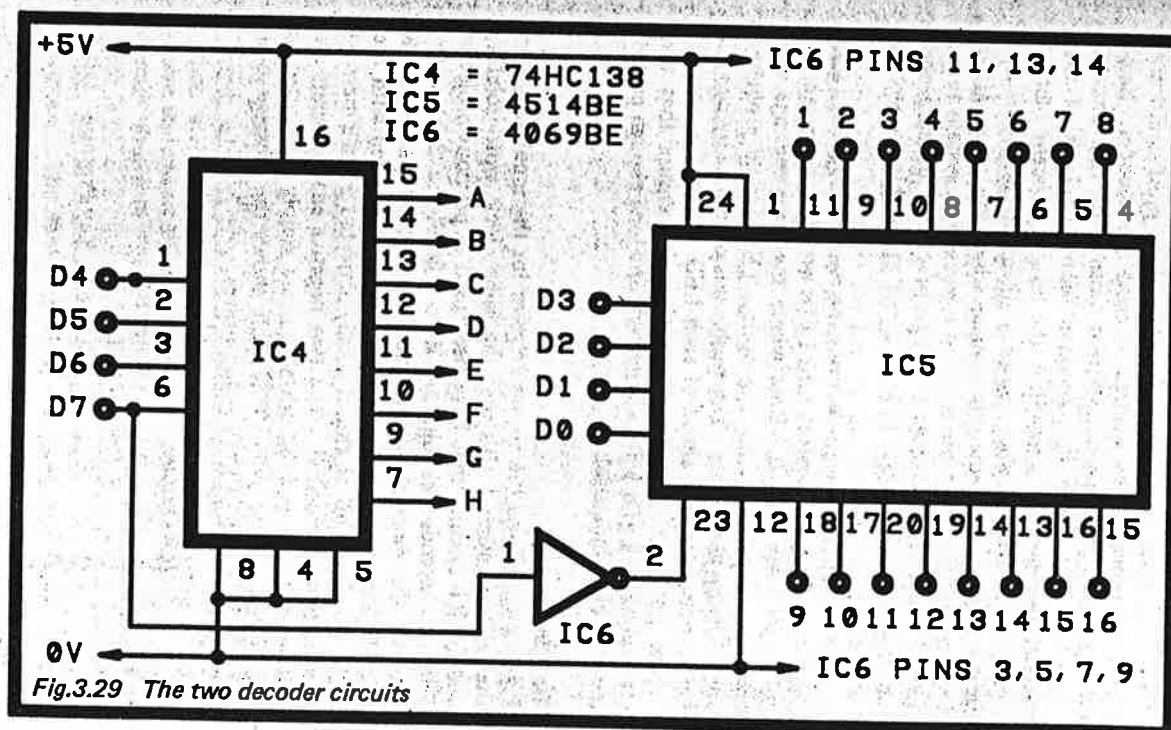 +5V
IC6 PINS 11, 13, 14
IC4 = 74HC138
IC5 = 4514BE
IC6 = 4069BE
1 2 3 4 5 6 7 8
16
15 A
14 B
13 C
12 D
11 E
10 F
9 G
7 H
24 1 11 9 10 8 7 6 5 4
D4 1
D5 2
D6 3
D7 6
IC4
D3
D2
D1
D0
IC5
8 4 5
1 2
IC6
23 12 18 17 20 19 14 13 16 15
9 10 11 12 13 14 15 16
0V
IC6 PINS 3, 5, 7, 9
Fig.3.29 The two decoder circuits